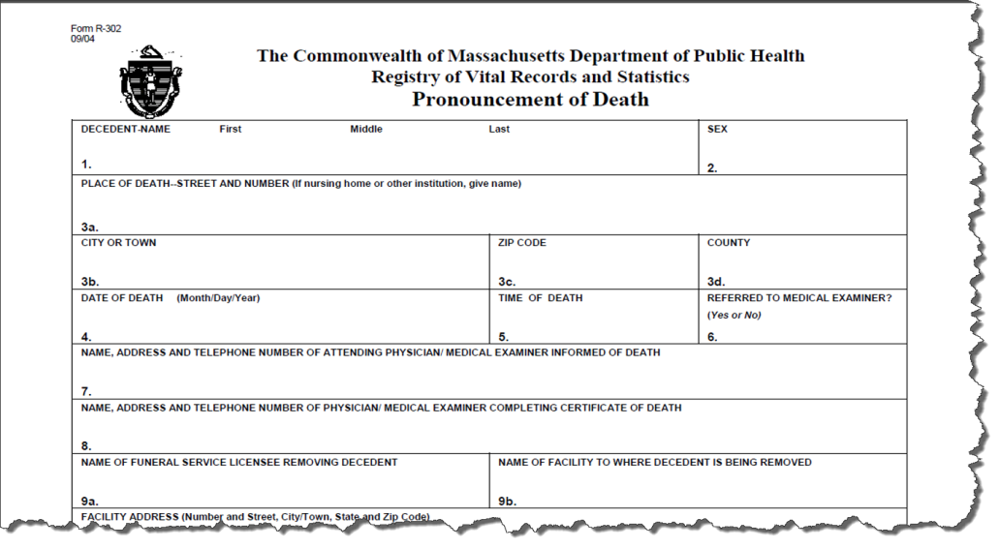 Form R-302
09/04
The Commonwealth of Massachusetts Department of Public Health
Registry of Vital Records and Statistics
Pronouncement of Death
DECEDENT-NAME First Middle Last SEX
1. 2.
PLACE OF DEATH--STREET AND NUMBER (If nursing home or other institution, give name)
3a.
CITY OR TOWN ZIP CODE COUNTY
3b. 3c. 3d.
DATE OF DEATH (Month/Day/Year) TIME OF DEATH REFERRED TO MEDICAL EXAMINER?
(Yes or No)
4. 5. 6.
NAME, ADDRESS AND TELEPHONE NUMBER OF ATTENDING PHYSICIAN/ MEDICAL EXAMINER INFORMED OF DEATH
7.
NAME, ADDRESS AND TELEPHONE NUMBER OF PHYSICIAN/ MEDICAL EXAMINER COMPLETING CERTIFICATE OF DEATH
8.
NAME OF FUNERAL SERVICE LICENSEE REMOVING DECEDENT NAME OF FACILITY TO WHERE DECEDENT IS BEING REMOVED
9a. 9b.
FACILITY ADDRESS (Number and Street, City/Town, State and Zip Code)